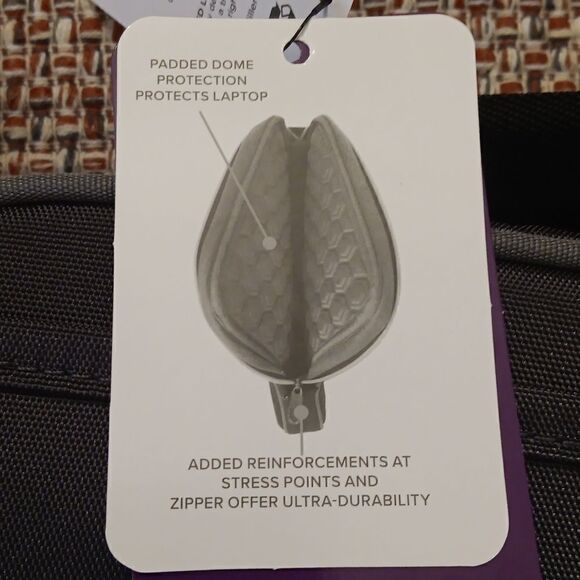 PADDED DOME
PROTECTION
PROTECTS LAPTOP
ADDED REINFORCEMENTS AT
STRESS POINTS AND
ZIPPER OFFER ULTRA-DURABILITY